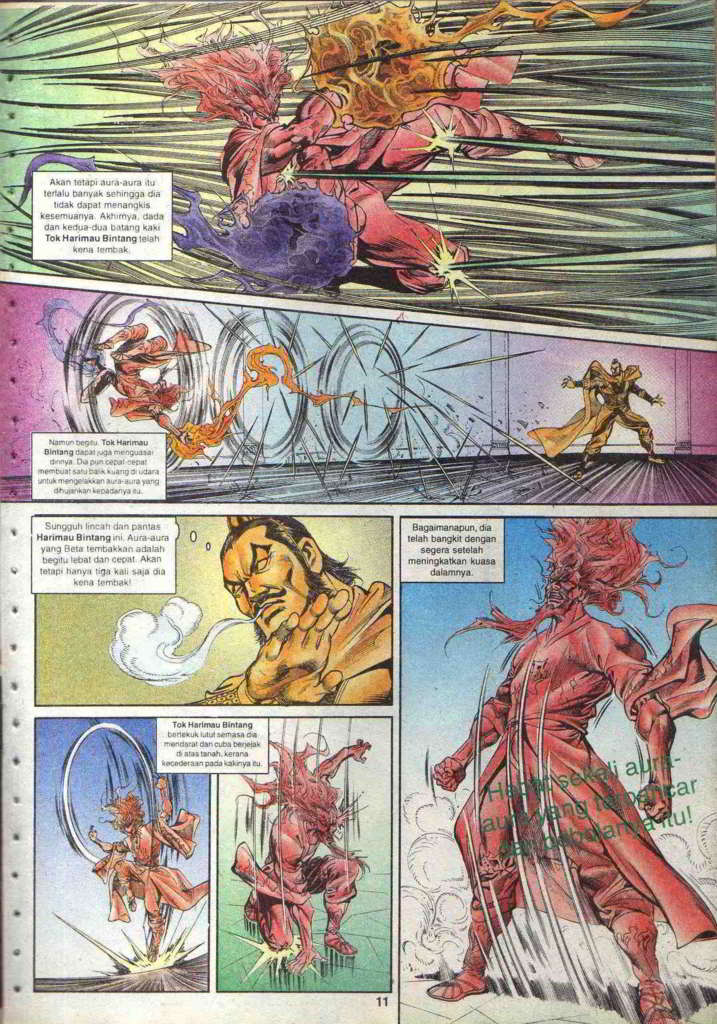 Akan tetapi aura-aura itu
terlalu banyak sehingga dia
tidak dapat menangkis
kesemuanya. Akhirnya, dada
dan kedua-dua batang kaki
Tok Harimau Bintang telah
kena tembak.
Namun begitu, Tok Harimau
Bintang dapat juga menguasai
dirinya. Dia pun cepat-cepat
membuat satu balik kuang di udara
untuk mengelakkan aura-aura yang
dihujankan kepadanya itu.
Sungguh lincah dan pantas
Harimau Bintang ini. Aura-aura
yang Beta tembakkan adalah
begitu lebat dan cepat. Akan
tetapi hanya tiga kali saja dia
kena tembak!
Bagaimanapun, dia
telah bangkit dengan
segera setelah
meningkatkan kuasa
dalamnya.
Tok Harimau Bintang
bertekuk lutut semasa dia
mendarat dan cuba berjejak
di atas tanah, kerana
kecederaan pada kakinya itu.
Hebat sekali aura-
aura yang terpancar
dari
itu!
11